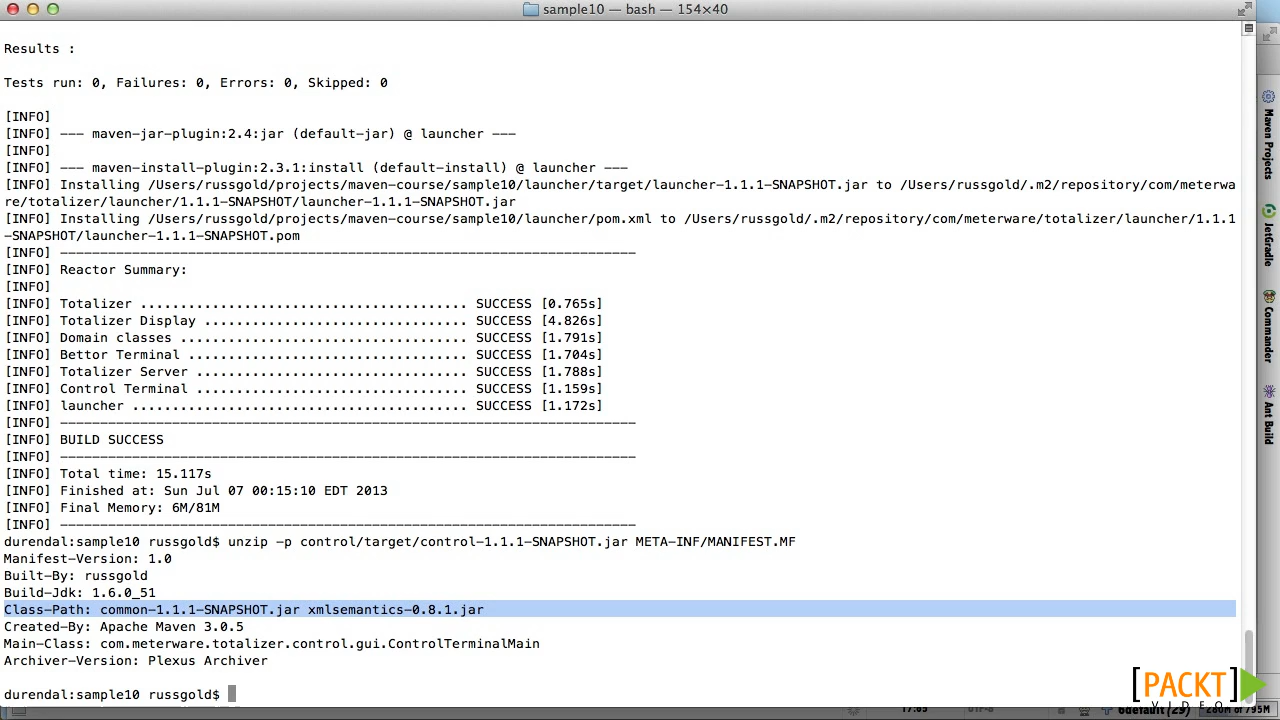 sample10 — bash — 154×40
Results :
Tests run: 0, Failures: 0, Errors: 0, Skipped: 0
[INFO]
[INFO] --- maven-jar-plugin:2.4:jar (default-jar) @ launcher ---
[INFO]
[INFO] --- maven-install-plugin:2.3.1:install (default-install) @ launcher ---
[INFO] Installing /Users/russgold/projects/maven-course/sample10/launcher/target/launcher-1.1.1-SNAPSHOT.jar to /Users/russgold/.m2/repository/com/meterwa
re/totalizer/launcher/1.1.1-SNAPSHOT/launcher-1.1.1-SNAPSHOT.jar
[INFO] Installing /Users/russgold/projects/maven-course/sample10/launcher/pom.xml to /Users/russgold/.m2/repository/com/meterware/totalizer/launcher/1.1.1
-SNAPSHOT/launcher-1.1.1-SNAPSHOT.pom
[INFO] ------------------------------------------------------------------------
[INFO] Reactor Summary:
[INFO]
[INFO] Totalizer ......................................... SUCCESS [0.765s]
[INFO] Totalizer Display ................................. SUCCESS [4.826s]
[INFO] Domain classes .................................... SUCCESS [1.791s]
[INFO] Bettor Terminal ................................... SUCCESS [1.704s]
[INFO] Totalizer Server .................................. SUCCESS [1.788s]
[INFO] Control Terminal .................................. SUCCESS [1.159s]
[INFO] launcher .......................................... SUCCESS [1.172s]
[INFO] ------------------------------------------------------------------------
[INFO] BUILD SUCCESS
[INFO] ------------------------------------------------------------------------
[INFO] Total time: 15.117s
[INFO] Finished at: Sun Jul 07 00:15:10 EDT 2013
[INFO] Final Memory: 6M/81M
[INFO] ------------------------------------------------------------------------
durendal:sample10 russgold$ unzip -p control/target/control-1.1.1-SNAPSHOT.jar META-INF/MANIFEST.MF
Manifest-Version: 1.0
Built-By: russgold
Build-Jdk: 1.6.0_51
Class-Path: common-1.1.1-SNAPSHOT.jar xmlsemantics-0.8.1.jar
Created-By: Apache Maven 3.0.5
Main-Class: com.meterware.totalizer.control.gui.ControlTerminalMain
Archiver-Version: Plexus Archiver
durendal:sample10 russgold$
Maven Projects
JetGradle
Commander
Ant Build
[PACKT]
VIDEO